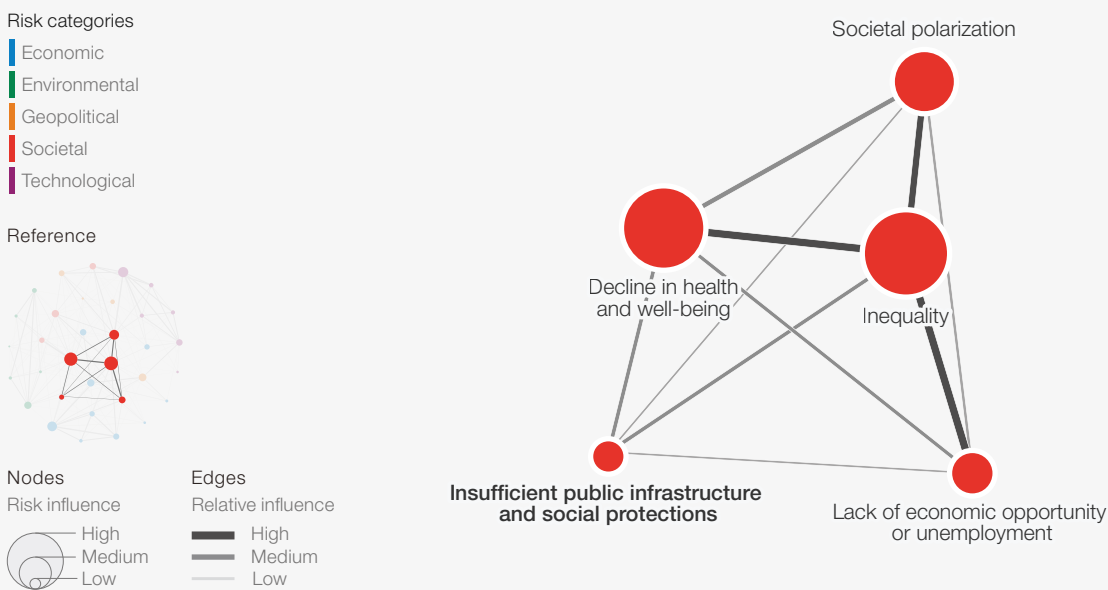 Risk categories
Economic
Environmental
Geopolitical
Societal
Technological
Reference
Nodes
Risk influence
High
Medium
Low
Edges
Relative influence
High
Medium
Low
Societal polarization
Decline in health
and well-being
Inequality
Insufficient public infrastructure
and social protections
Lack of economic opportunity
or unemployment